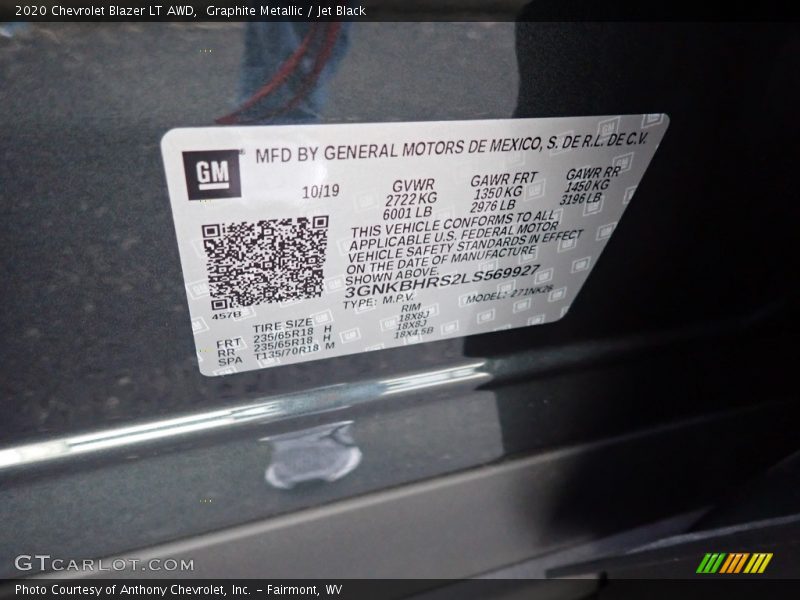 2020 Chevrolet Blazer LT AWD,  Graphite Metallic / Jet Black
GM
MFD BY GENERAL MOTORS DE MEXICO, S. DE R.L. DE C.V.
10/19
GVWR
2722 KG
6001 LB
GAWR FRT
1350 KG
2976 LB
GAWR RR
1450 KG
3196 LB
THIS VEHICLE CONFORMS TO ALL
APPLICABLE U.S. FEDERAL MOTOR
VEHICLE SAFETY STANDARDS IN EFFECT
ON THE DATE OF MANUFACTURE
SHOWN ABOVE.
3GNKBHRS2LS569927
TYPE: M.P.V. MODEL: 271NK26
457B
TIRE SIZE RIM
FRT 235/65R18 H 18X8J
RR 235/65R18 H 18X8J
SPA T135/70R18 M 18X4.5B
GTCARLOT.COM
Photo Courtesy of Anthony Chevrolet, Inc. – Fairmont, WV